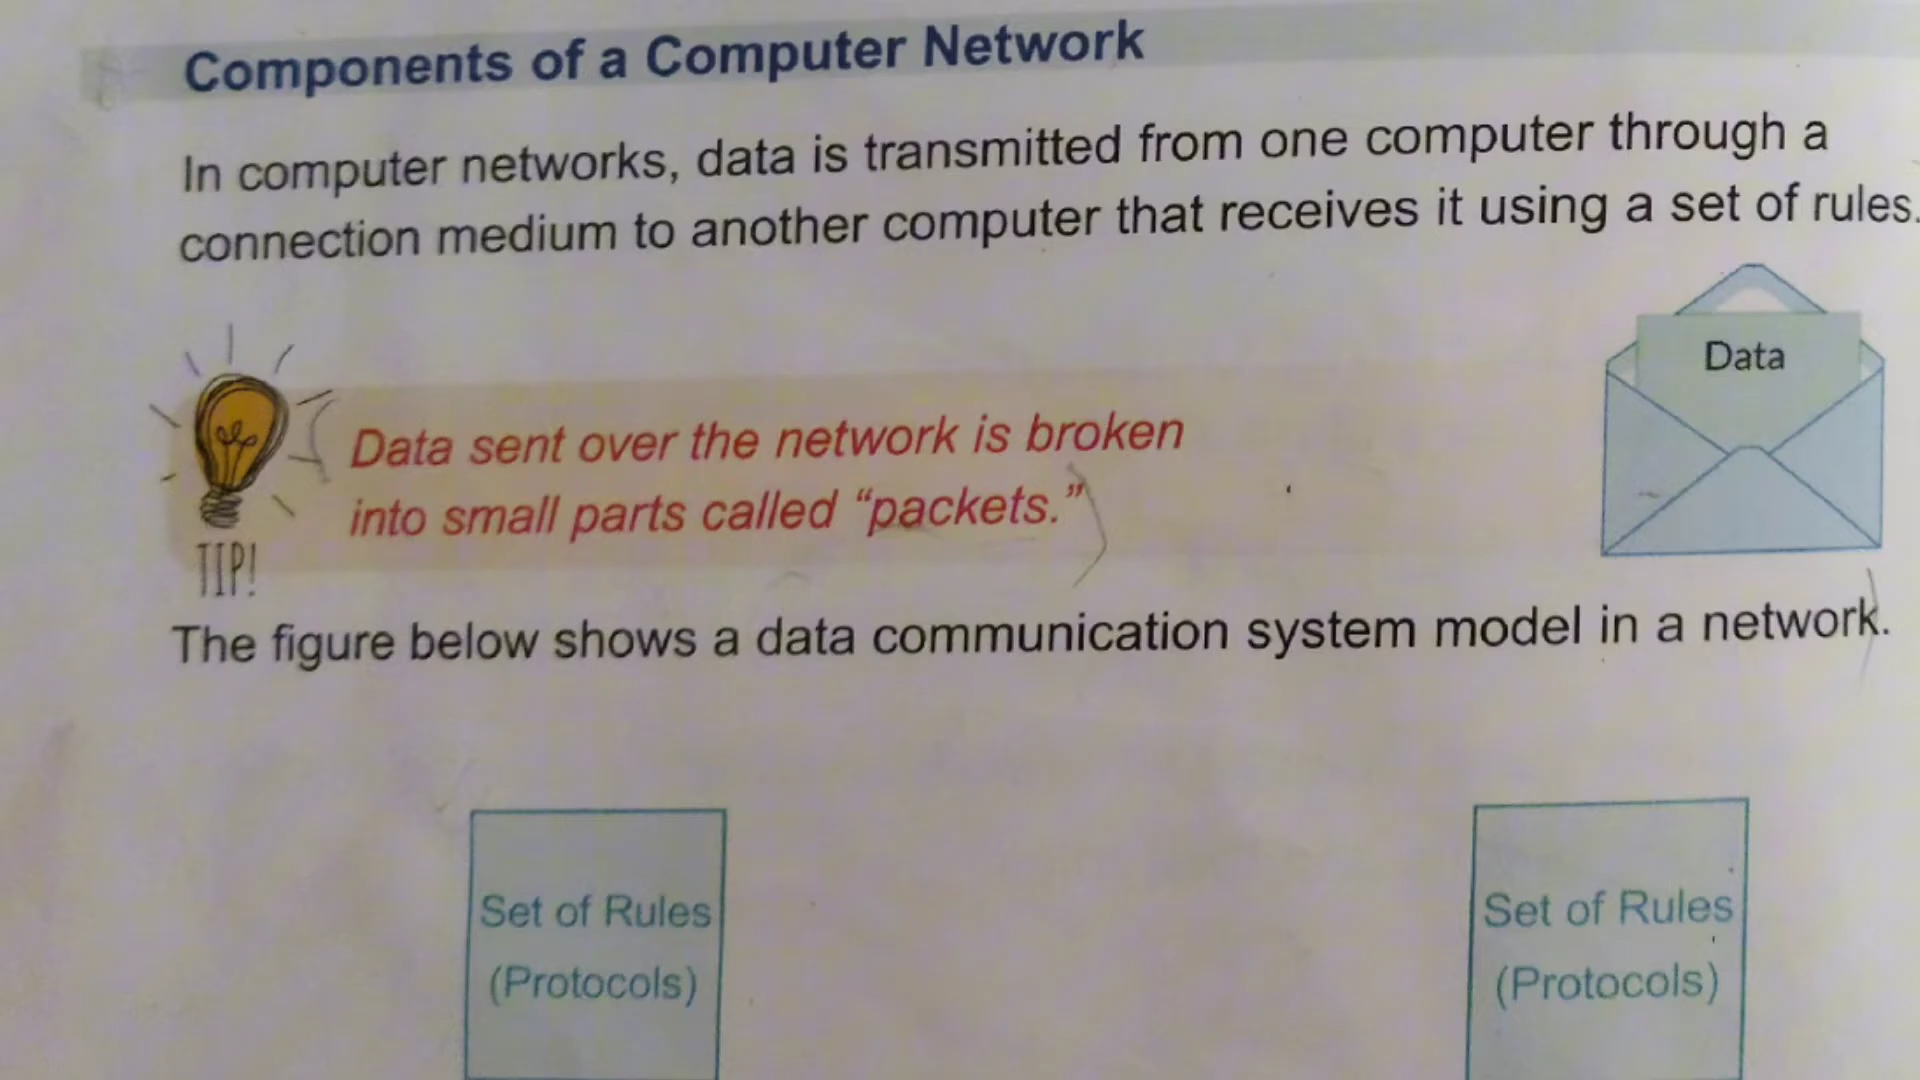 Components of a Computer Network
In computer networks, data is transmitted from one computer through a
connection medium to another computer that receives it using a set of rules.
Data
Data sent over the network is broken
into small parts called “packets.”
TIP!
The figure below shows a data communication system model in a network.
Set of Rules
(Protocols)
Set of Rules
(Protocols)